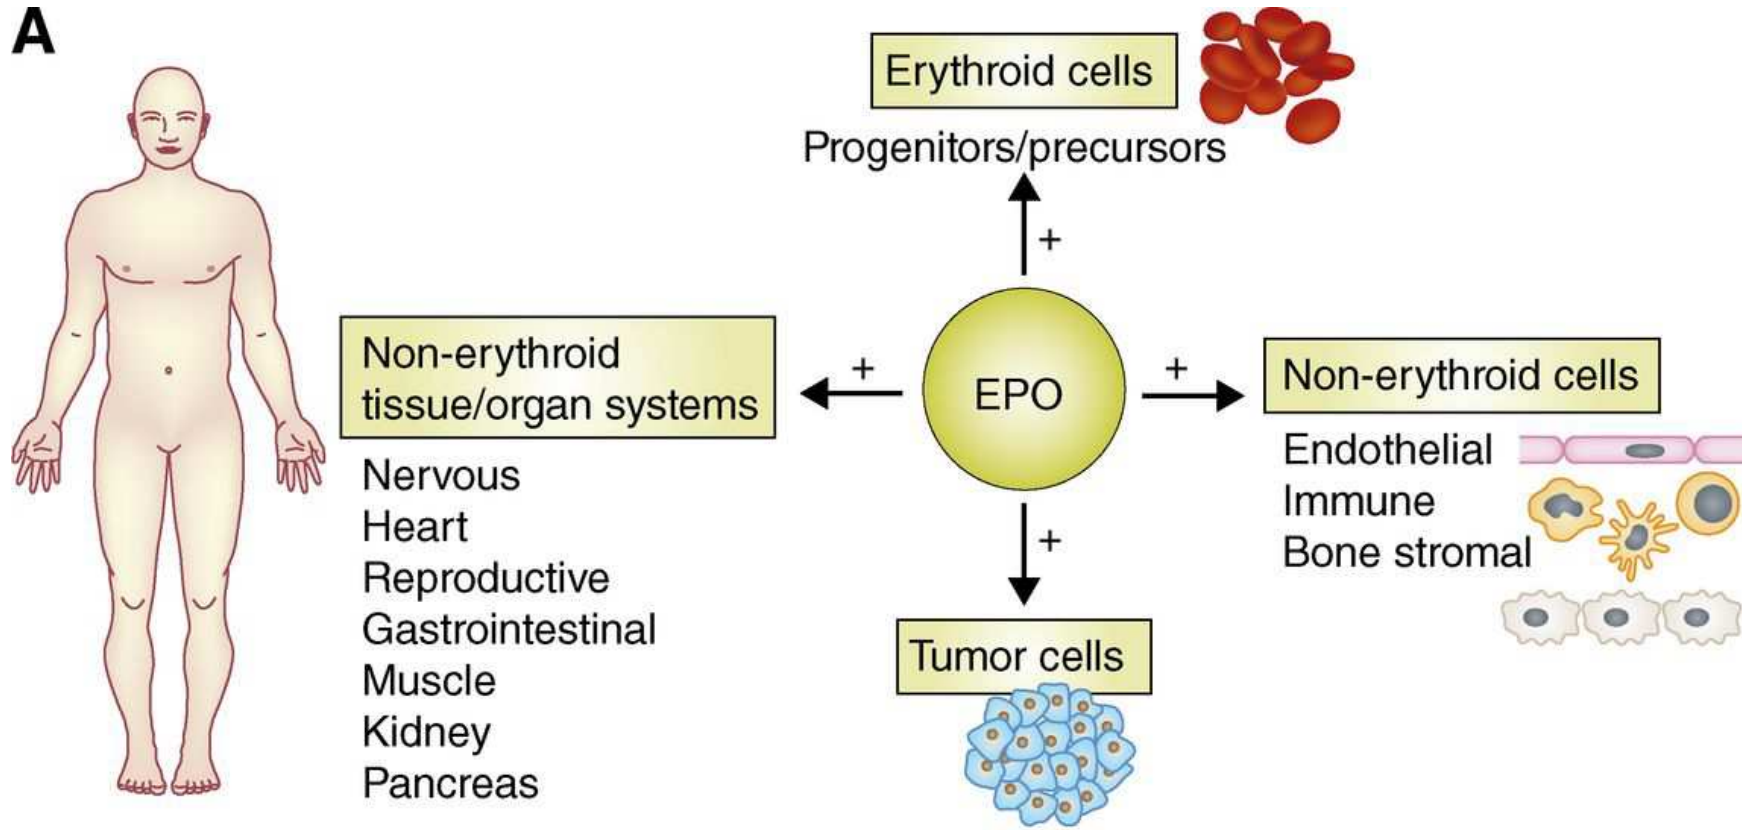 A
Erythroid cells
Progenitors/precursors
+
Non-erythroid
tissue/organ systems
Nervous
Heart
Reproductive
Gastrointestinal
Muscle
Kidney
Pancreas
+
EPO
+
Non-erythroid cells
Endothelial
Immune
Bone stromal
+
Tumor cells